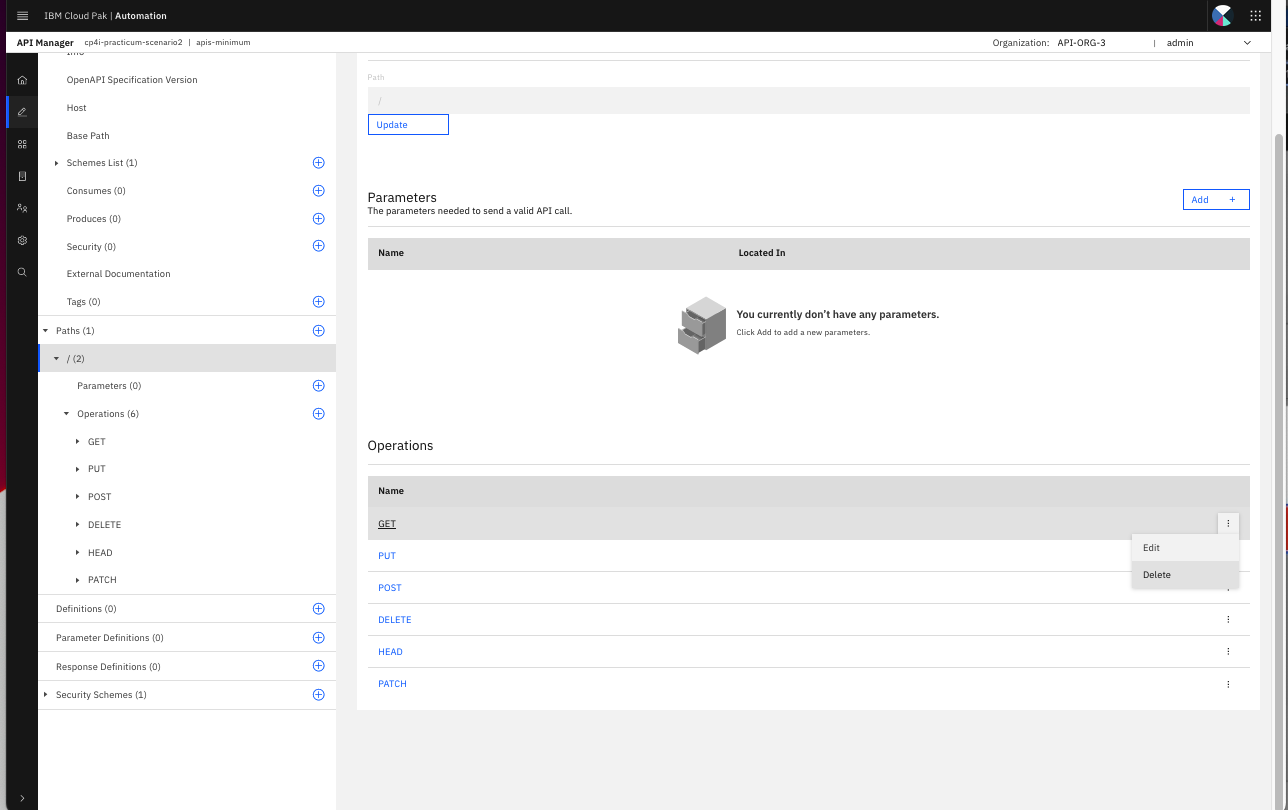 IBM Cloud Pak | Automation
API Manager cp4i-practicum-scenario2 | apis-minimum Organization: API-ORG-3 | admin
OpenAPI Specification Version
Host
Base Path
Schemes List (1)
Consumes (0)
Produces (0)
Security (0)
External Documentation
Tags (0)
Paths (1)
/ (2)
Parameters (0)
Operations (6)
GET
PUT
POST
DELETE
HEAD
PATCH
Definitions (0)
Parameter Definitions (0)
Response Definitions (0)
Security Schemes (1)
Path
/
Update
Parameters
The parameters needed to send a valid API call.
Add +
Name Located In
You currently don't have any parameters.
Click Add to add a new parameters.
Operations
Name
GET
Edit
PUT
Delete
POST
DELETE
HEAD
PATCH